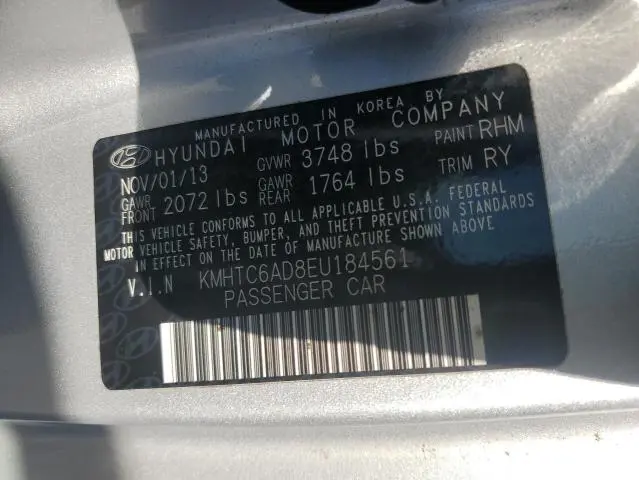 MANUFACTURED IN KOREA BY
HYUNDAI MOTOR COMPANY
NOV/01/13 GVWR 3748 lbs PAINT RHM
GAWR FRONT 2072 lbs GAWR REAR 1764 lbs TRIM RY
THIS VEHICLE CONFORMS TO ALL APPLICABLE U.S.A. FEDERAL
MOTOR VEHICLE SAFETY, BUMPER, AND THEFT PREVENTION STANDARDS
IN EFFECT ON THE DATE OF MANUFACTURE SHOWN ABOVE.
V.I.N KMHTC6AD8EU184561
PASSENGER CAR